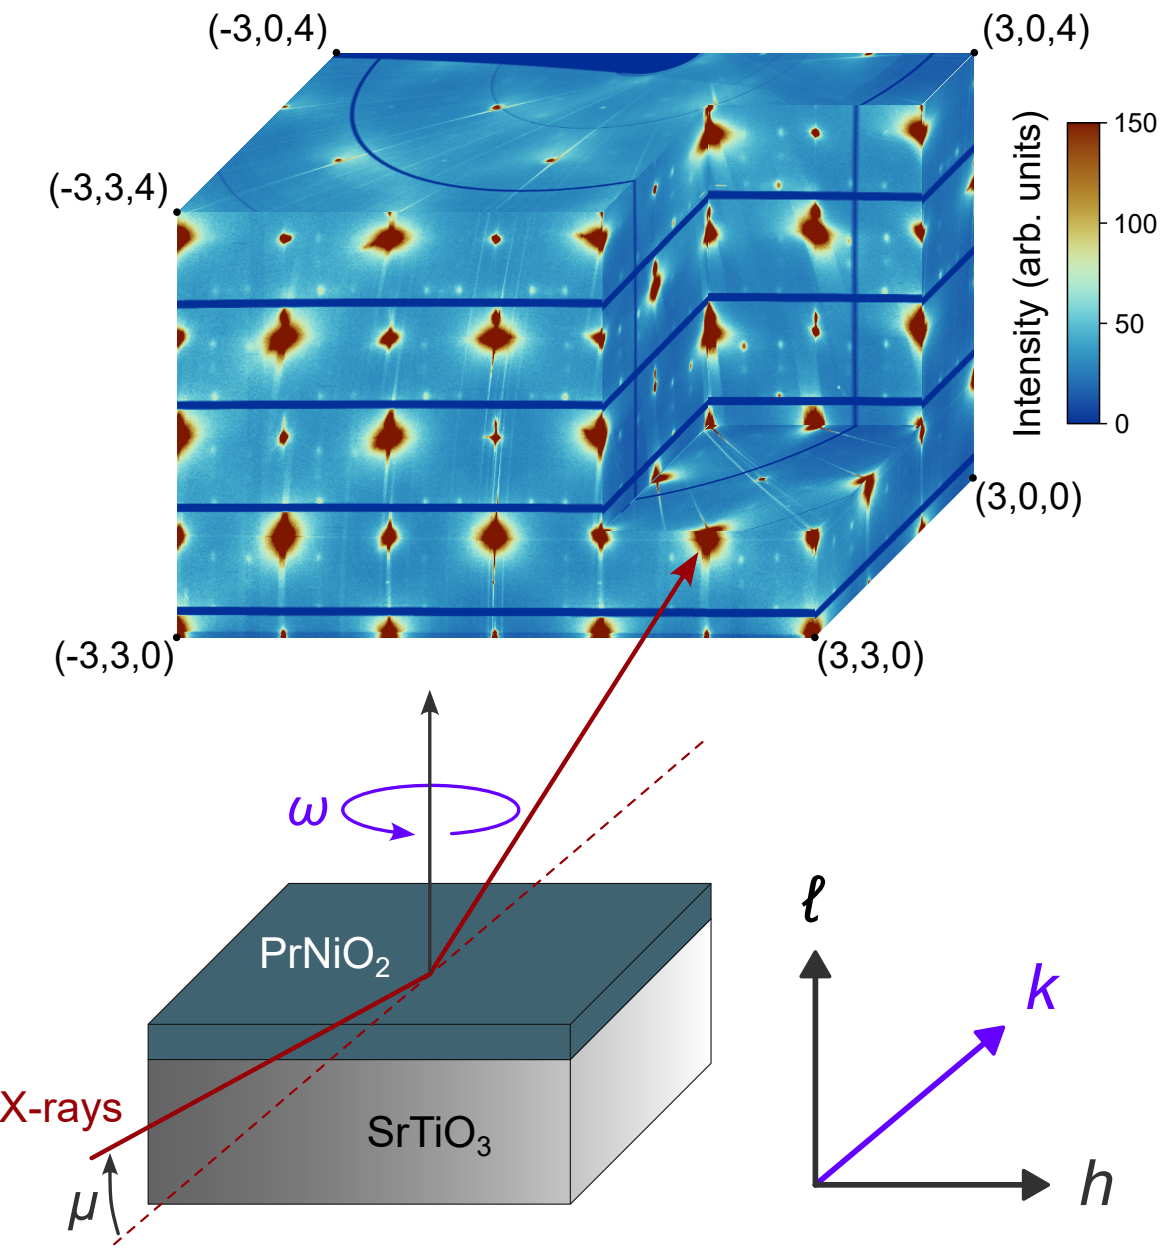 (-3,0,4)
(3,0,4)
(-3,3,4)
Intensity (arb. units)
150
100
50
0
(3,0,0)
(-3,3,0)
(3,3,0)
ω
PrNiO₂
X-rays
SrTiO₃
μ
ℓ
k
h